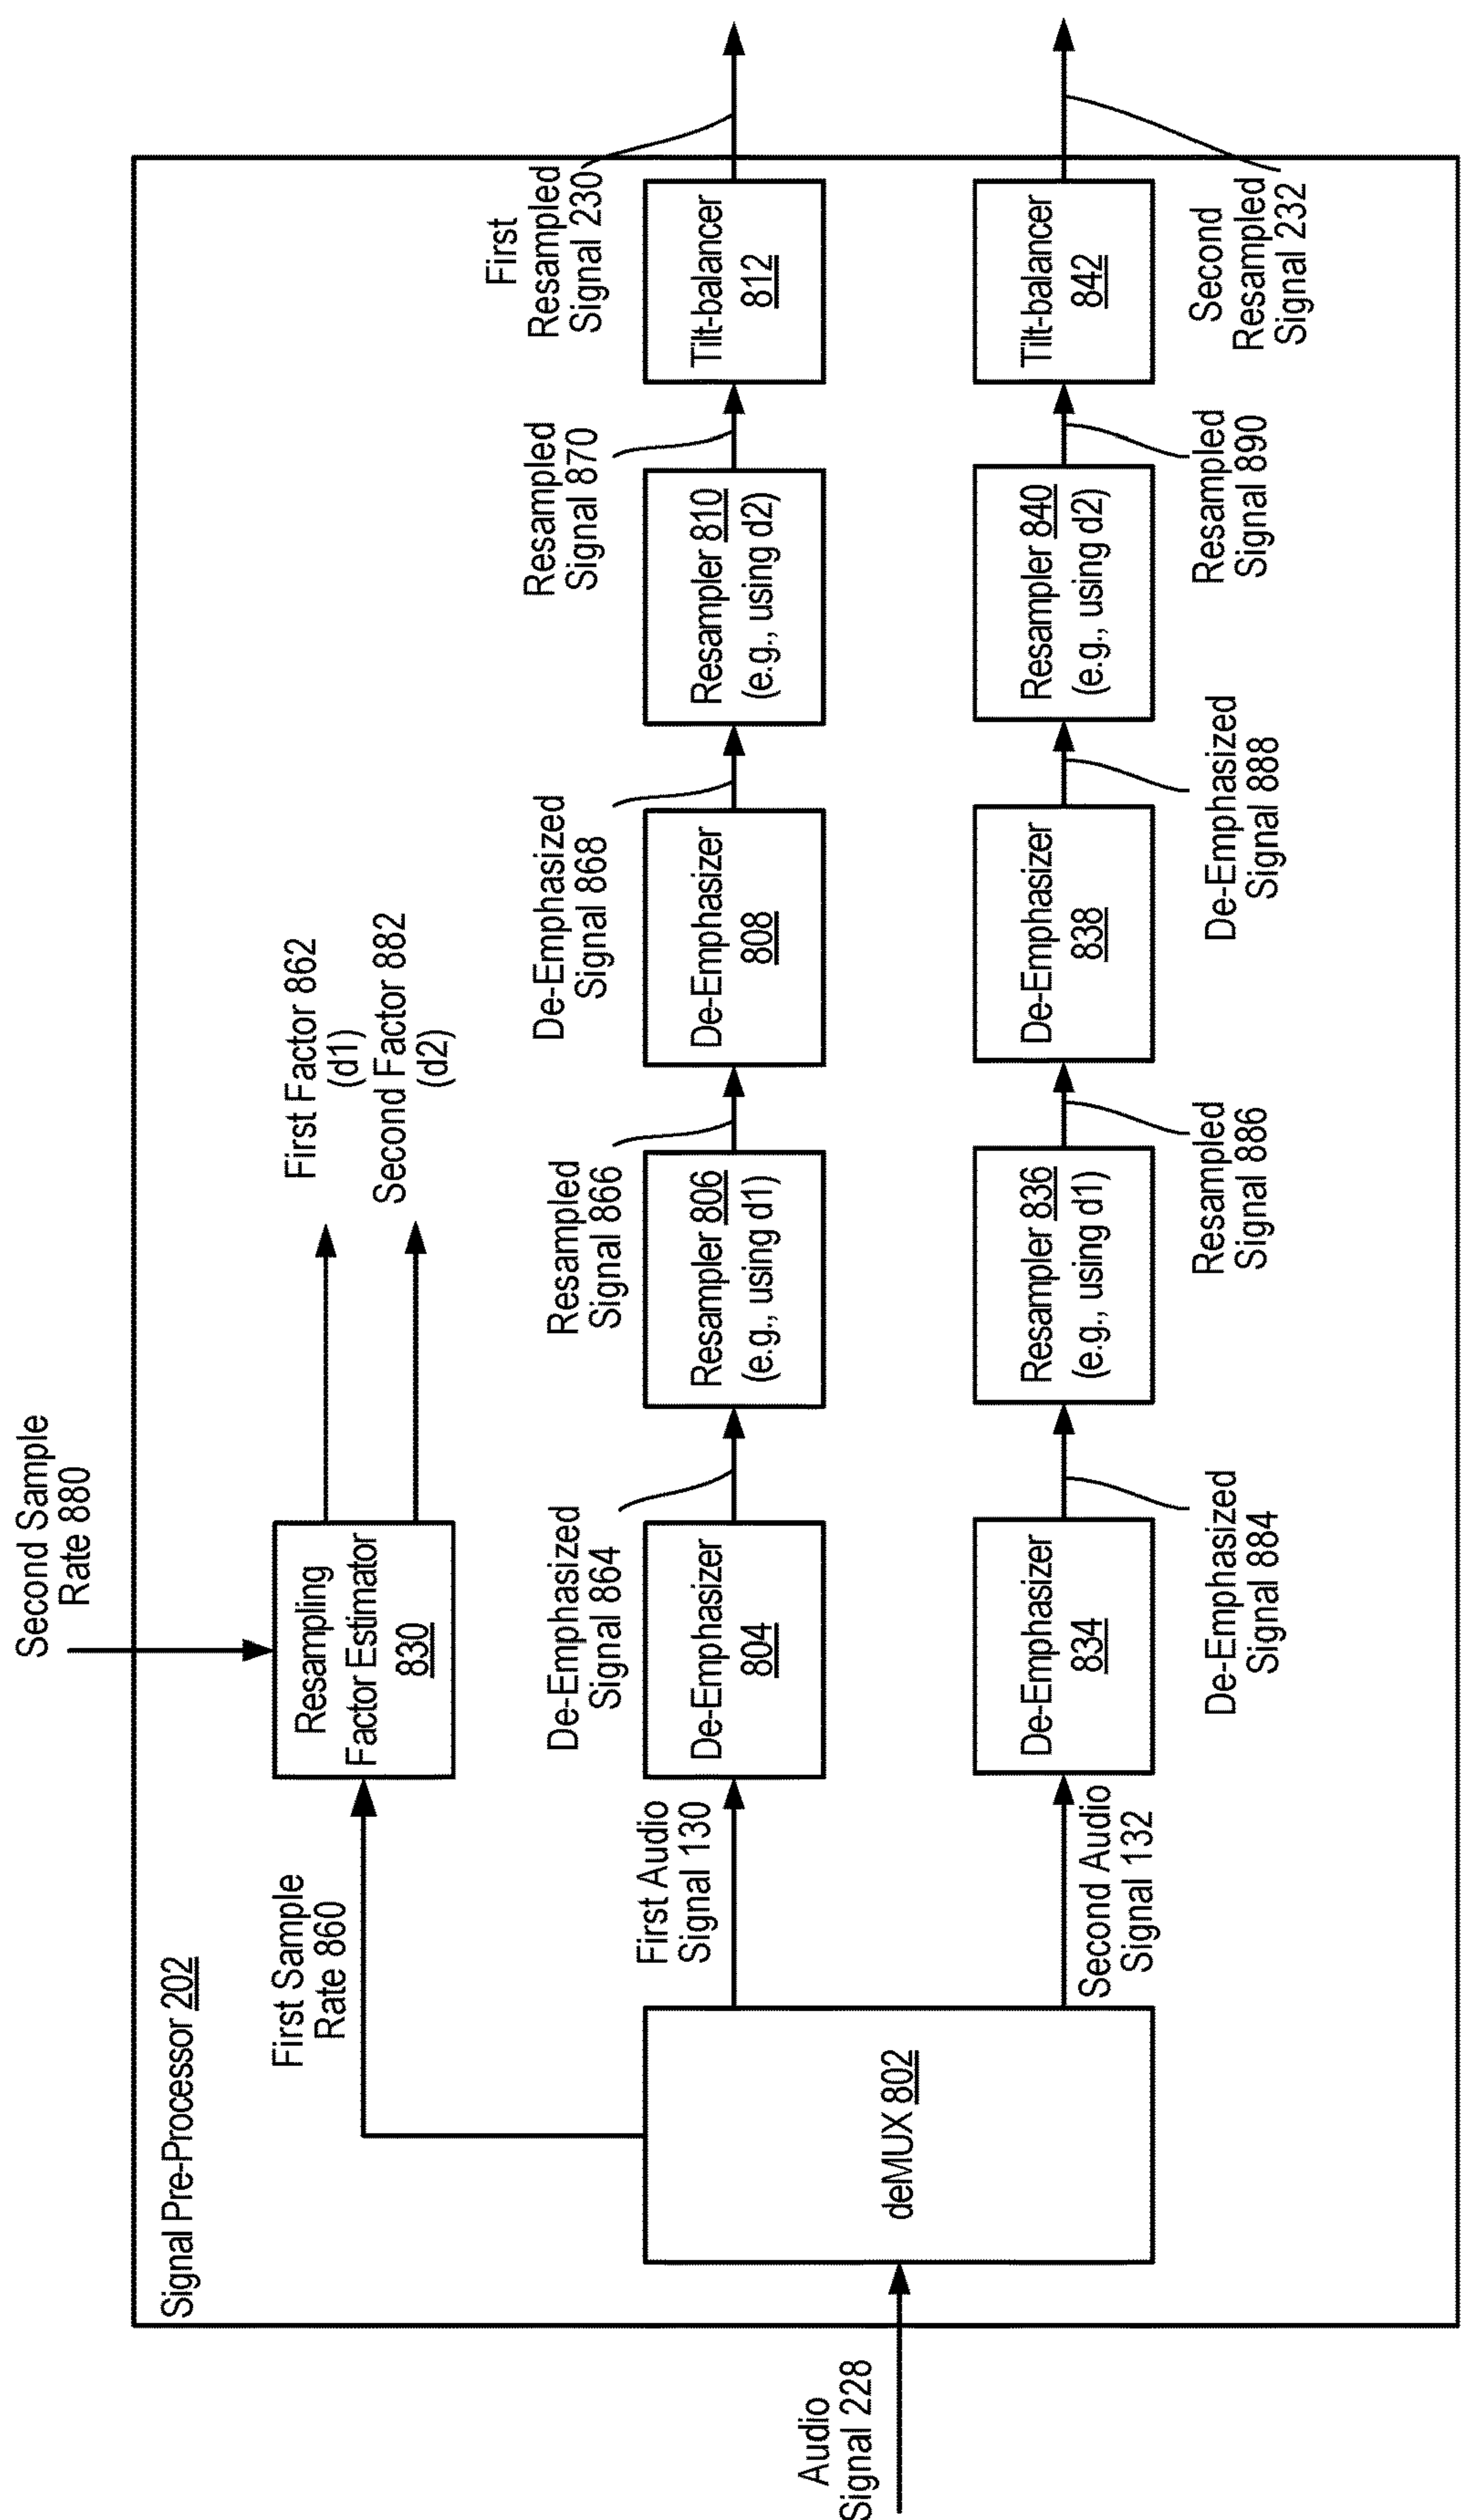 Signal Pre-Processor 202
Second Sample
Rate 880
First Sample
Rate 860
Resampling
Factor Estimator
830
First Factor 862
(d1)
Second Factor 882
(d2)
Audio
Signal 228
deMUX 802
First Audio
Signal 130
De-Emphasizer
804
De-Emphasized
Signal 864
Resampler 806
(e.g., using d1)
Resampled
Signal 866
De-Emphasizer
808
De-Emphasized
Signal 868
Resampler 810
(e.g., using d2)
Resampled
Signal 870
Tilt-balancer
812
First
Resampled
Signal 230
Second Audio
Signal 132
De-Emphasizer
834
De-Emphasized
Signal 884
Resampler 836
(e.g., using d1)
Resampled
Signal 886
De-Emphasizer
838
De-Emphasized
Signal 888
Resampler 840
(e.g., using d2)
Resampled
Signal 890
Tilt-balancer
842
Second
Resampled
Signal 232